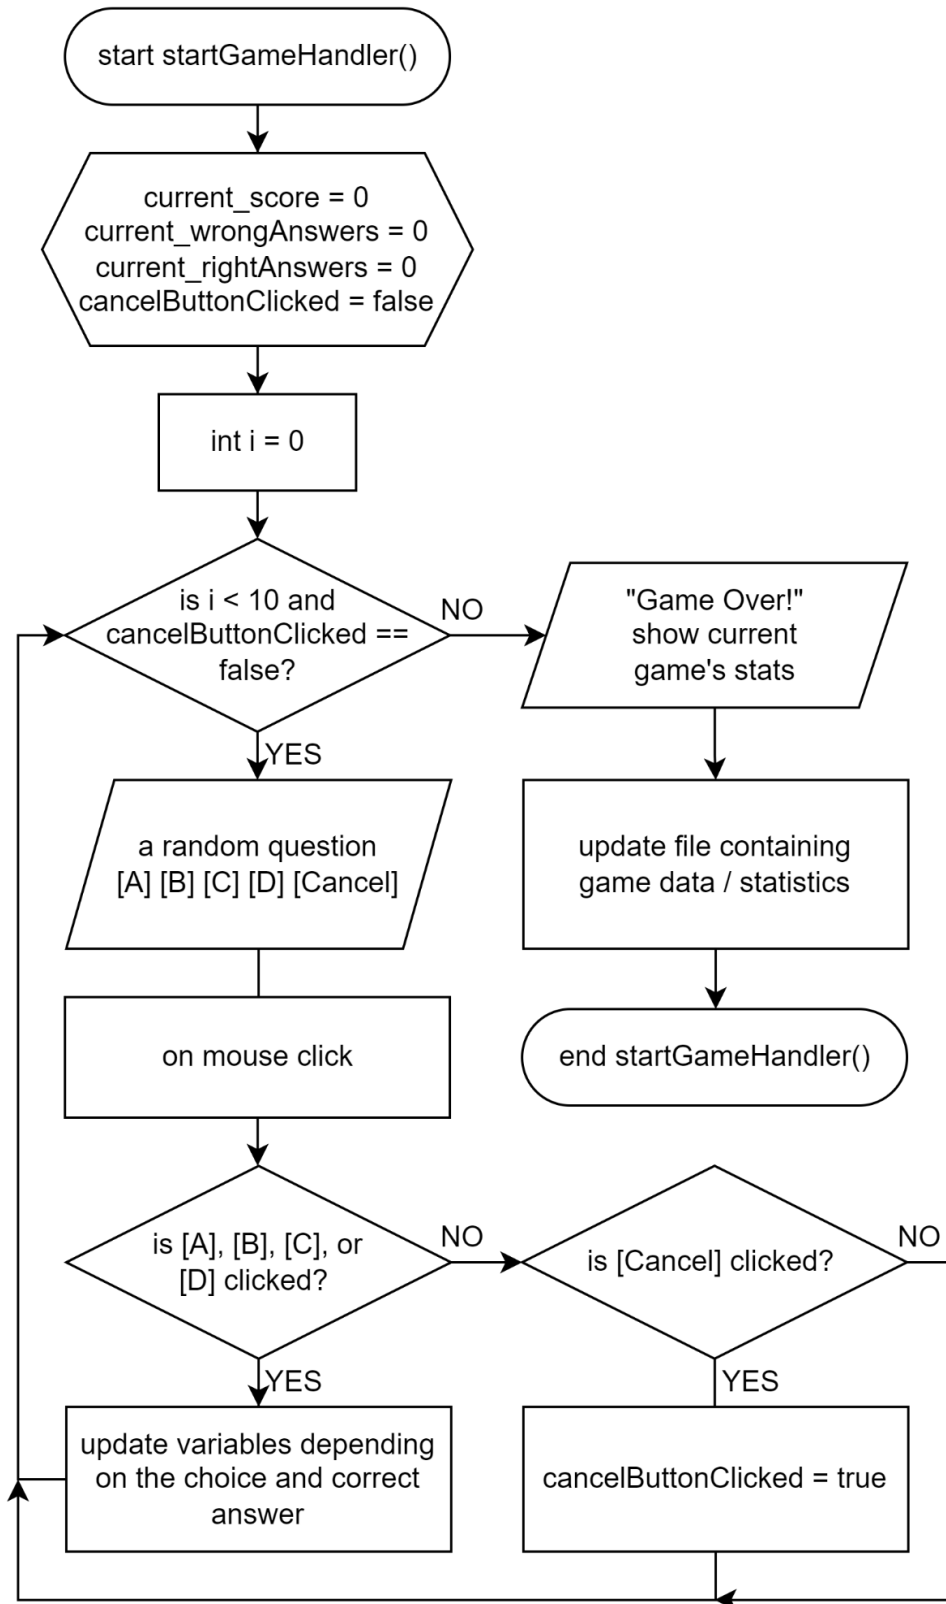 start startGameHandler()
current_score = 0
current_wrongAnswers = 0
current_rightAnswers = 0
cancelButtonClicked = false
int i = 0
is i < 10 and
cancelButtonClicked ==
false?
NO
"Game Over!"
show current
game's stats
YES
a random question
[A] [B] [C] [D] [Cancel]
update file containing
game data / statistics
on mouse click
end startGameHandler()
is [A], [B], [C], or
[D] clicked?
NO
is [Cancel] clicked?
NO
YES
YES
update variables depending
on the choice and correct
answer
cancelButtonClicked = true